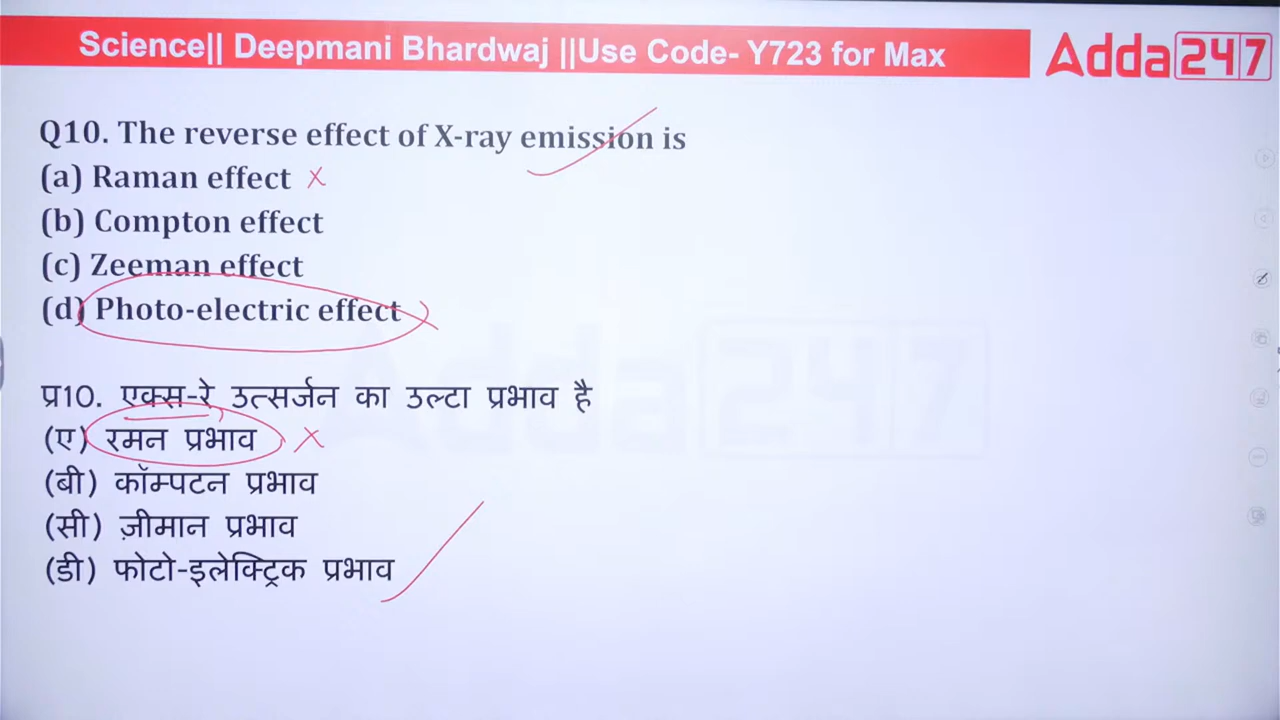 Science|| Deepmani Bhardwaj ||Use Code- Y723 for Max
Adda247
Q10. The reverse effect of X-ray emission is
(a) Raman effect
(b) Compton effect
(c) Zeeman effect
(d) Photo-electric effect
प्र10. एक्स-रे उत्सर्जन का उल्टा प्रभाव है
(ए) रमन प्रभाव
(बी) कॉम्पटन प्रभाव
(सी) ज़ीमान प्रभाव
(डी) फोटो-इलेक्ट्रिक प्रभाव
Adda247